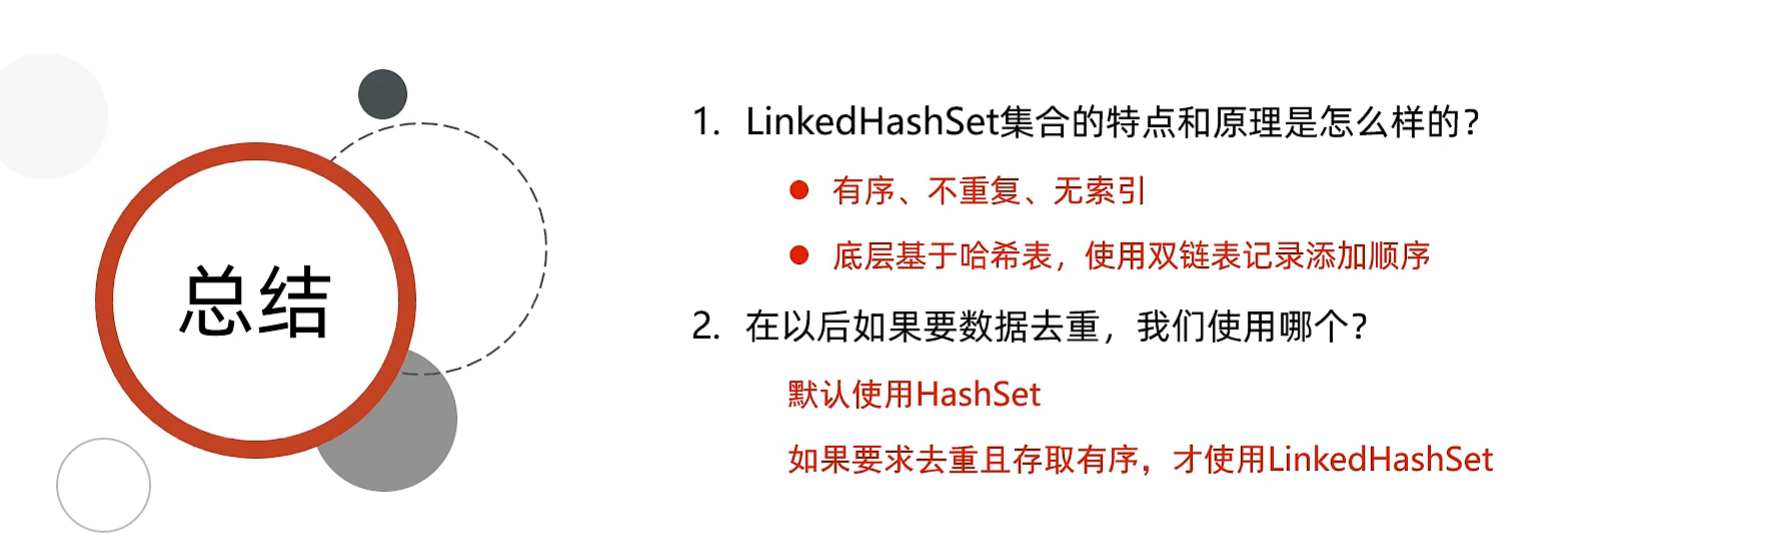 总结
1. LinkedHashSet集合的特点和原理是怎么样的？
● 有序、不重复、无索引
● 底层基于哈希表，使用双链表记录添加顺序
2. 在以后如果要数据去重，我们使用哪个？
默认使用HashSet
如果要求去重且存取有序，才使用LinkedHashSet